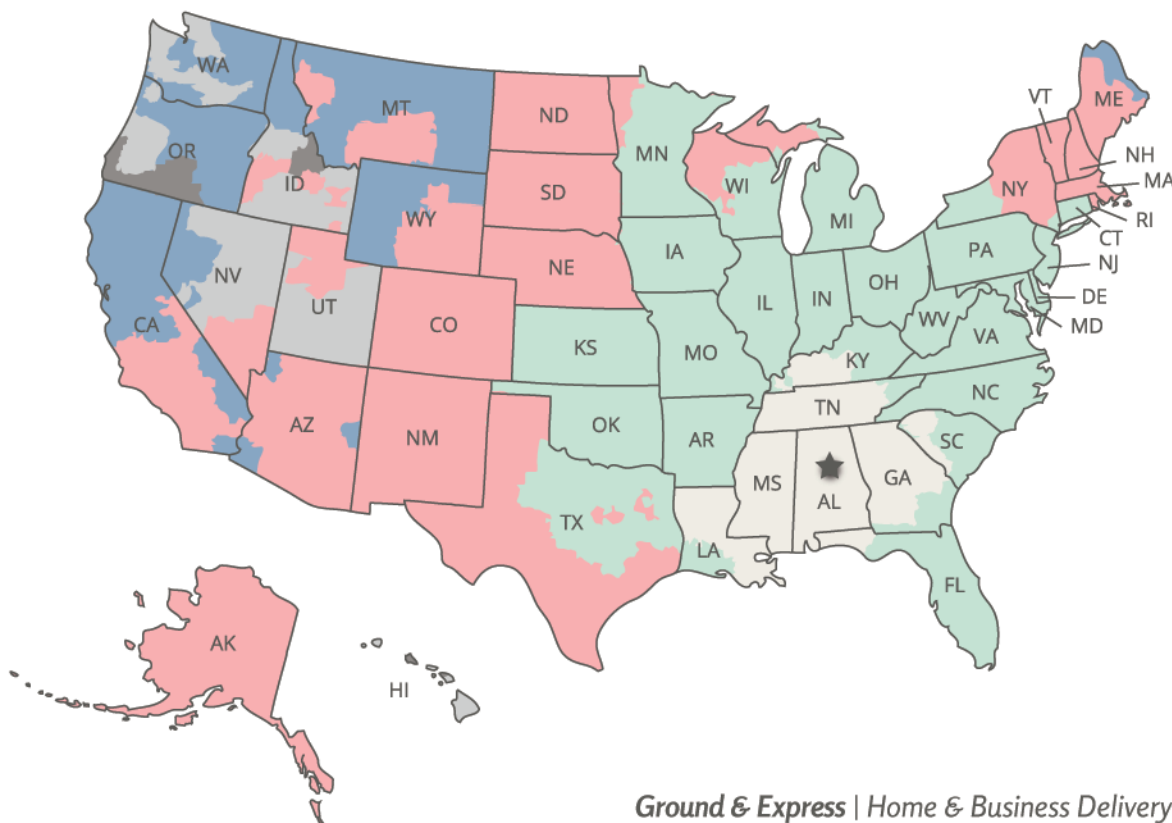 WA
MT
ND
VT
ME
OR
MN
ID
SD
WI
NH
MA
WY
NY
MI
RI
IA
NE
PA
CT
NV
OH
NJ
UT
IL
IN
DE
CA
CO
WV
MD
KS
MO
VA
KY
NC
TN
AZ
NM
OK
AR
SC
MS
GA
AL
TX
LA
FL
AK
HI
Ground & Express | Home & Business Delivery